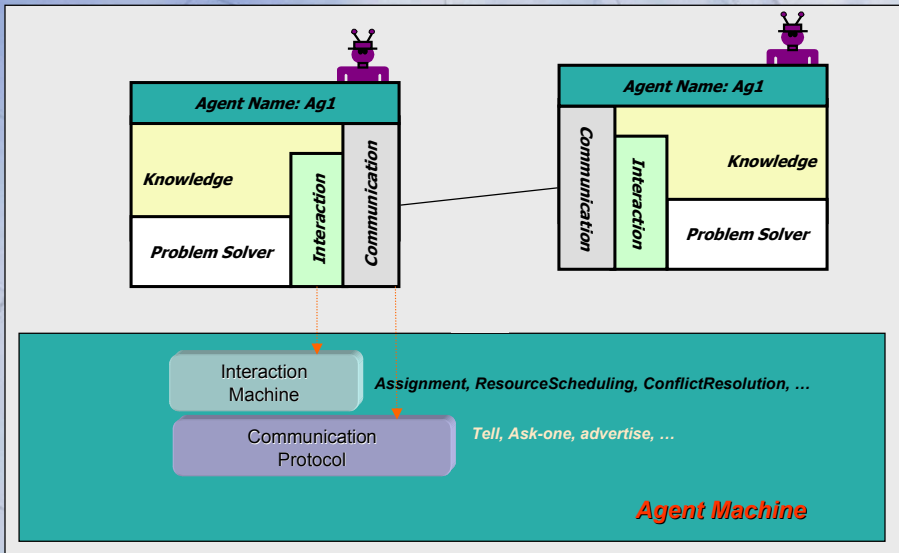 Agent Name: Ag1
Knowledge
Problem Solver
Interaction
Communication
Agent Name: Ag1
Communication
Interaction
Knowledge
Problem Solver
Interaction
Machine
Assignment, ResourceScheduling, ConflictResolution, …
Communication
Protocol
Tell, Ask-one, advertise, …
Agent Machine